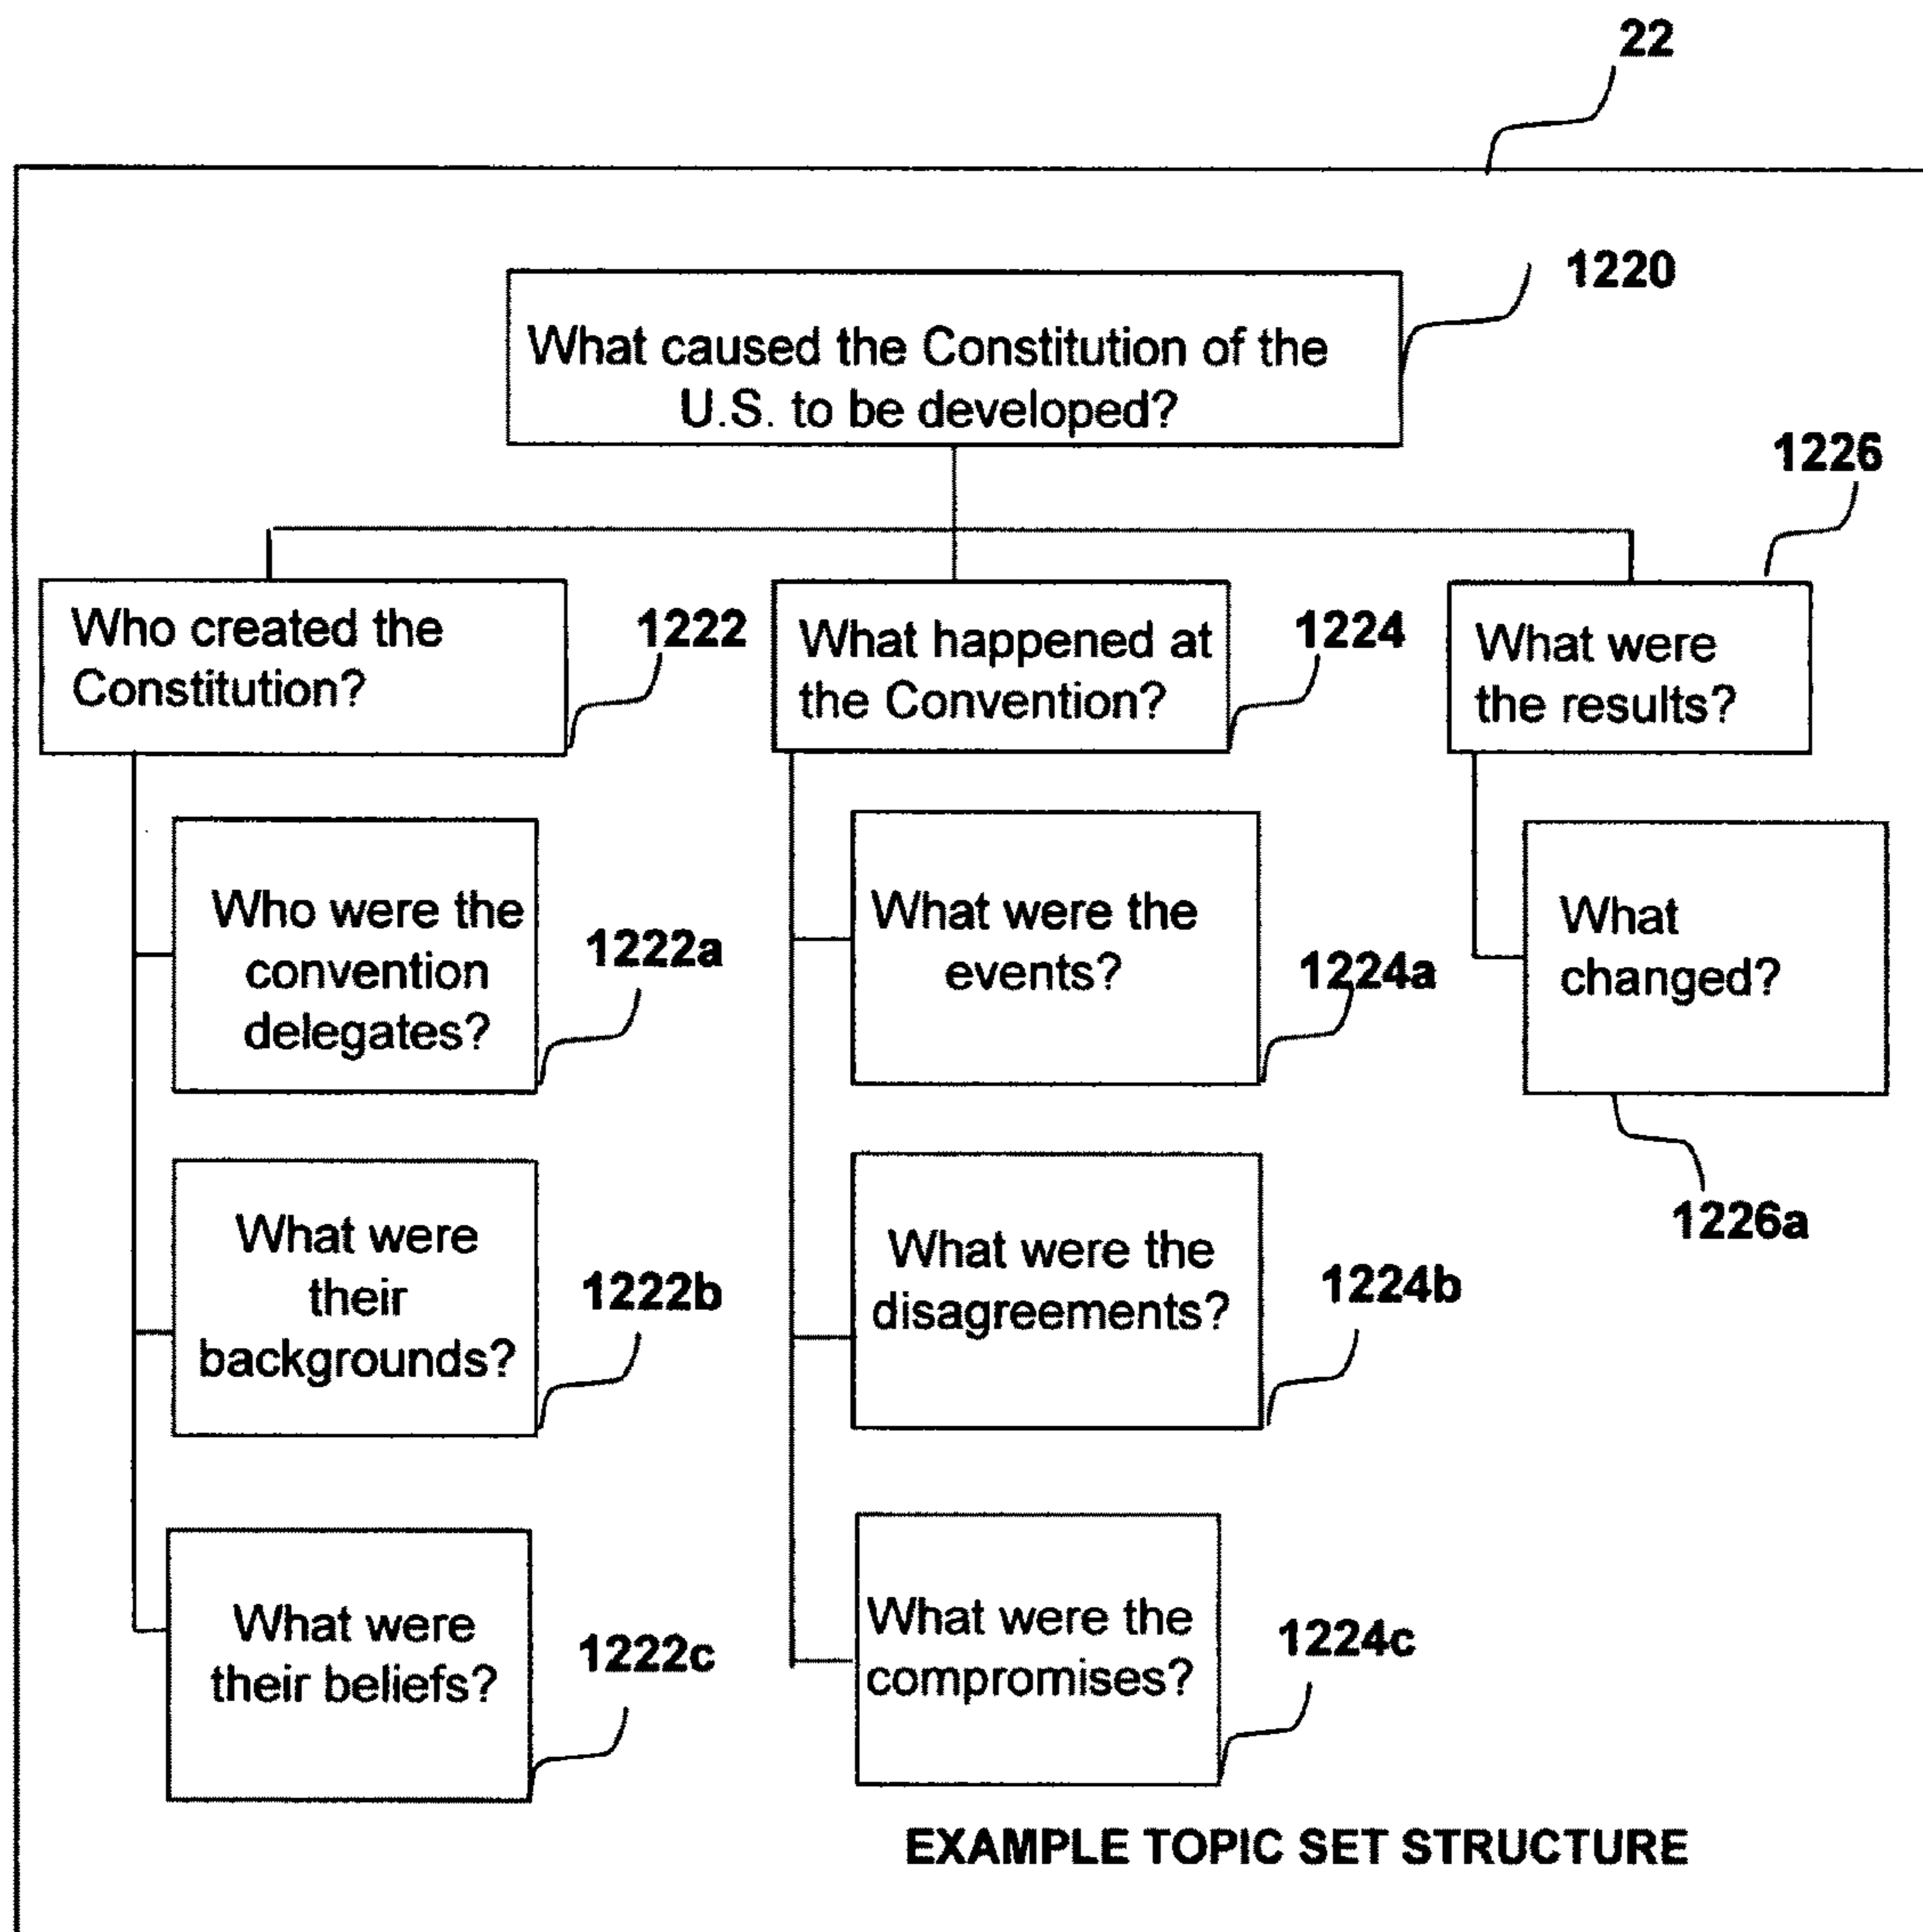 22
1220
What caused the Constitution of the
U.S. to be developed?
1226
Who created the
Constitution?
1222
What happened at
the Convention?
1224
What were
the results?
Who were the
convention
delegates?
1222a
What were the
events?
1224a
What
changed?
1226a
What were
their
backgrounds?
1222b
What were the
disagreements?
1224b
What were
their beliefs?
1222c
What were the
compromises?
1224c
EXAMPLE TOPIC SET STRUCTURE